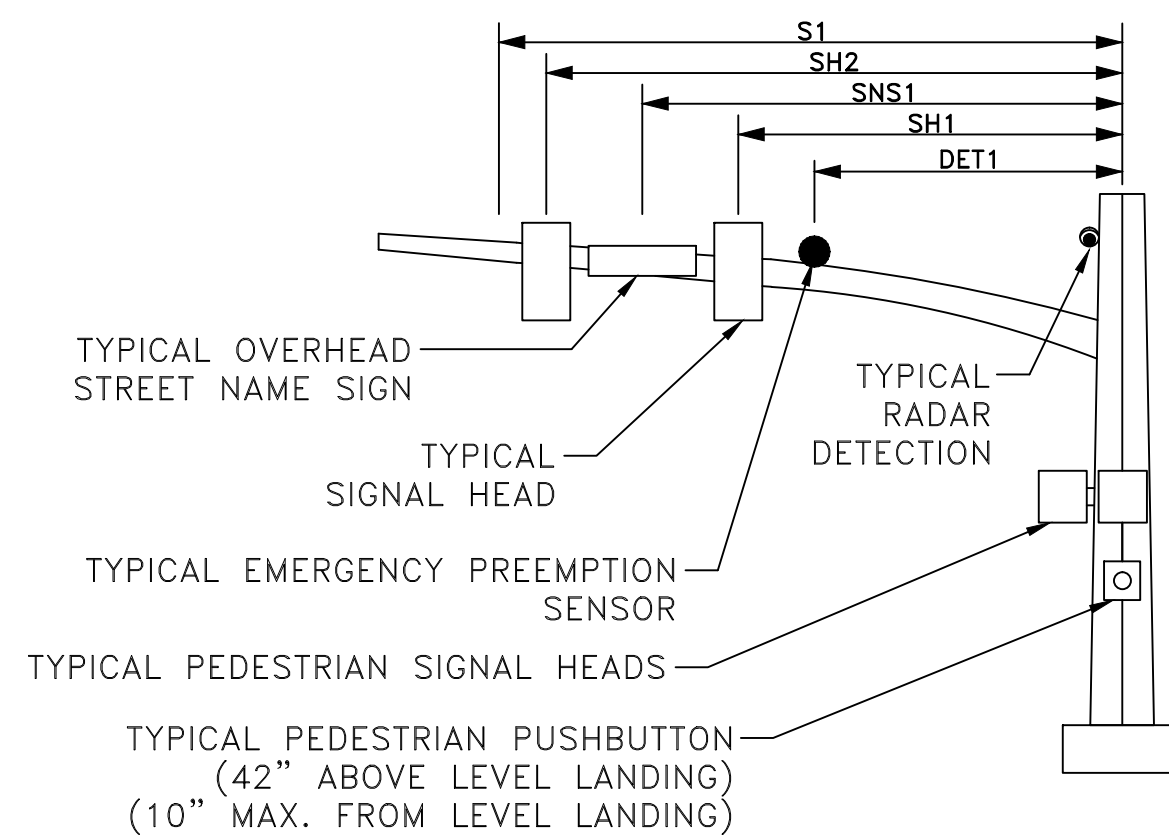 S1
SH2
SNS1
SH1
DET1
TYPICAL OVERHEAD
STREET NAME SIGN
TYPICAL
RADAR
DETECTION
TYPICAL
SIGNAL HEAD
TYPICAL EMERGENCY PREEMPTION
SENSOR
TYPICAL PEDESTRIAN SIGNAL HEADS
TYPICAL PEDESTRIAN PUSHBUTTON
(42” ABOVE LEVEL LANDING)
(10” MAX. FROM LEVEL LANDING)